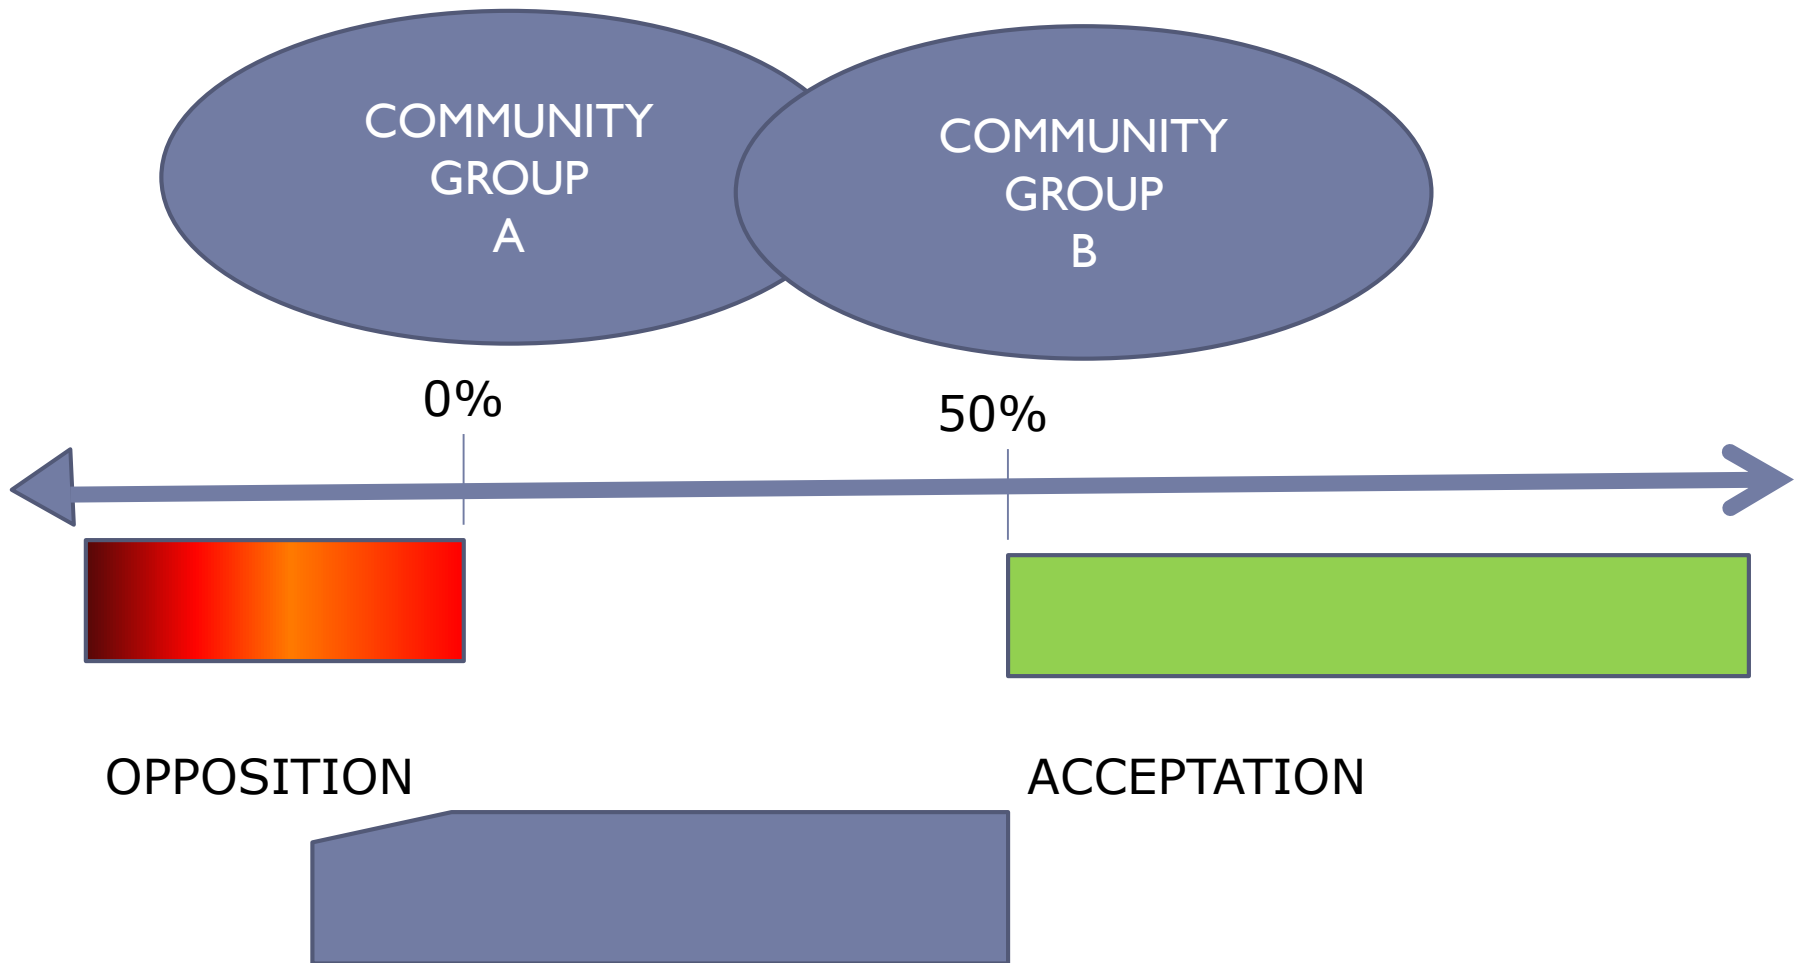 COMMUNITY
GROUP
A
COMMUNITY
GROUP
B
0%
50%
OPPOSITION
ACCEPTATION